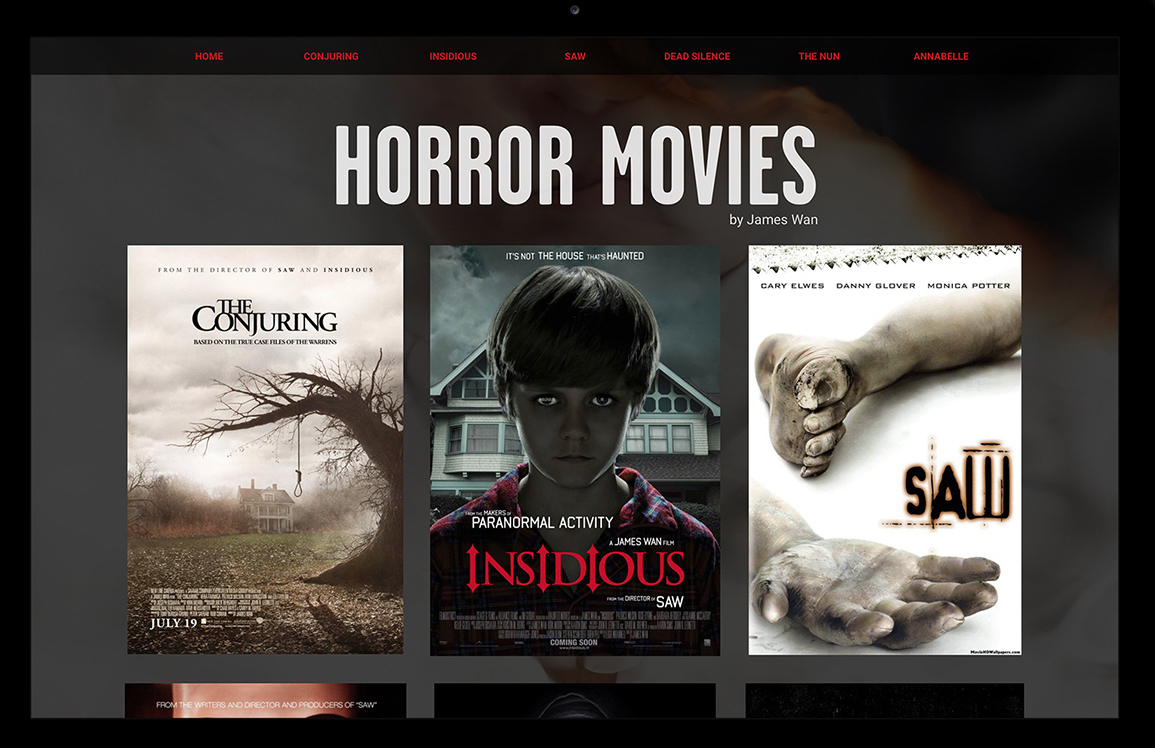 HOME CONJURING INSIDIOUS SAW DEAD SILENCE THE NUN ANNABELLE
HORROR MOVIES
by James Wan
FROM THE DIRECTOR OF SAW AND INSIDIOUS
THE
CONJURING
BASED ON THE TRUE CASE FILES OF THE WARRENS
JULY 19
IT'S NOT THE HOUSE THAT'S HAUNTED
FROM THE MAKERS OF
PARANORMAL ACTIVITY
A JAMES WAN FILM
INSIDIOUS
FROM THE DIRECTOR OF SAW
COMING SOON
CARY ELWES DANNY GLOVER MONICA POTTER
SAW
MovieHDWallpapers.com
FROM THE WRITERS AND DIRECTOR AND PRODUCERS OF "SAW"